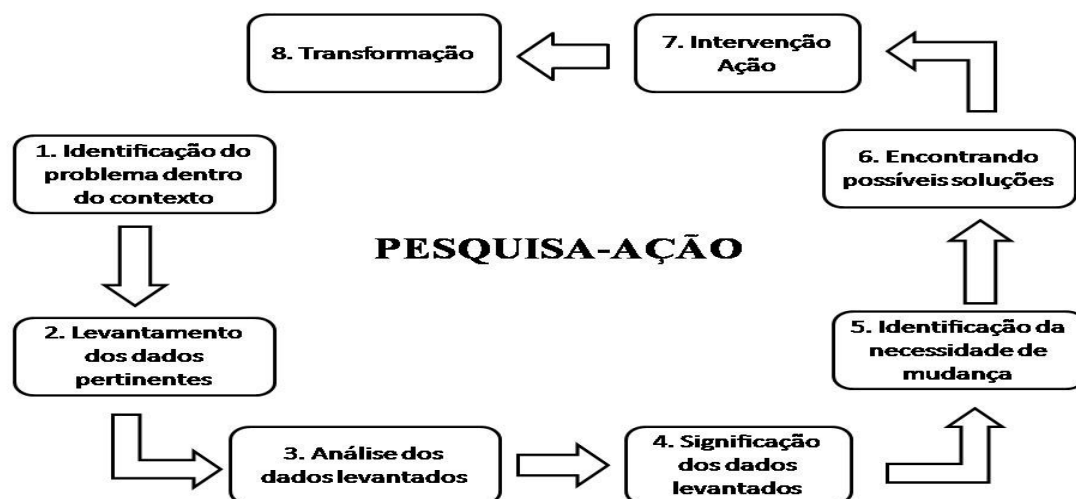 1. Identificação do
problema dentro
do contexto
2. Levantamento
dos dados
pertinentes
3. Análise dos
dados levantados
4. Significação
dos dados
levantados
5. Identificação da
necessidade de
mudança
6. Encontrando
possíveis soluções
7. Intervenção
Ação
8. Transformação
PESQUISA-AÇÃO